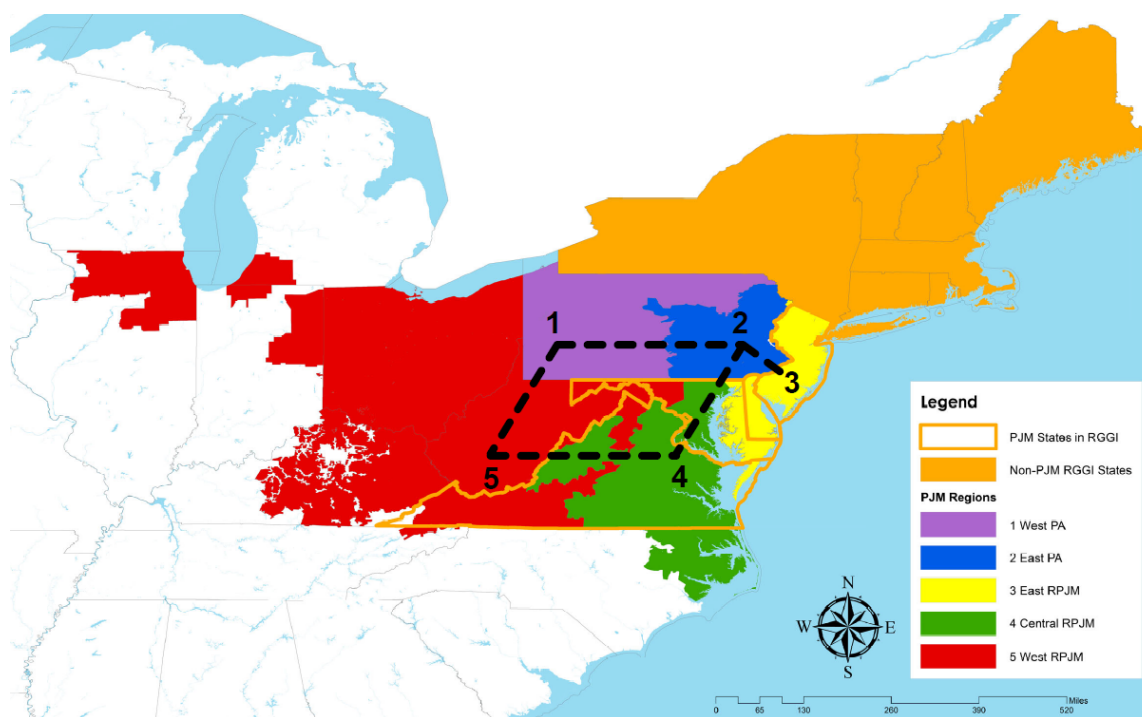 1
2
3
4
5
Legend
PJM States in RGGI
Non-PJM RGGI States
PJM Regions
1 West PA
2 East PA
3 East RPJM
4 Central RPJM
5 West RPJM
N
W
E
S
Miles
0
65
130
260
390
520